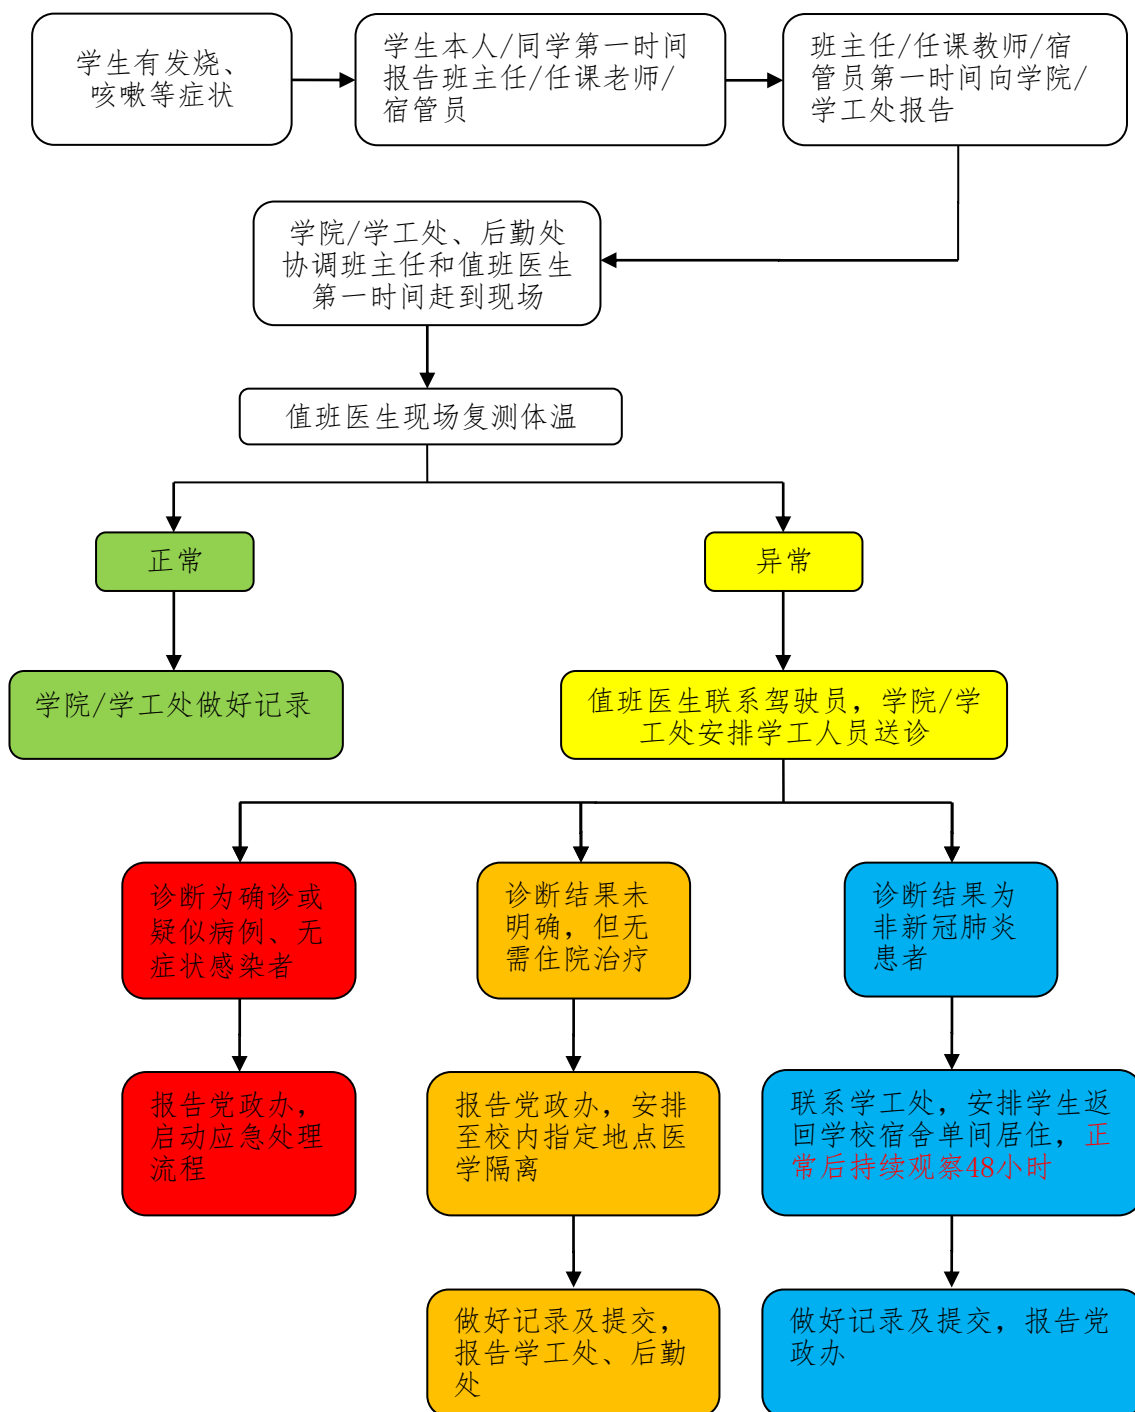 学生有发烧、
咳嗽等症状
学生本人/同学第一时间
报告班主任/任课老师/
宿管员
班主任/任课教师/宿
管员第一时间向学院/
学工处报告
学院/学工处、后勤处
协调班主任和值班医生
第一时间赶到现场
值班医生现场复测体温
正常
异常
学院/学工处做好记录
值班医生联系驾驶员，学院/学
工处安排学工人员送诊
诊断为确诊或
疑似病例、无
症状感染者
诊断结果未
明确，但无
需住院治疗
诊断结果为
非新冠肺炎
患者
报告党政办，
启动应急处理
流程
报告党政办，安排
至校内指定地点医
学隔离
联系学工处，安排学生返
回学校宿舍单间居住，正
常后持续观察48小时
做好记录及提交，
报告学工处、后勤
处
做好记录及提交，报告党
政办